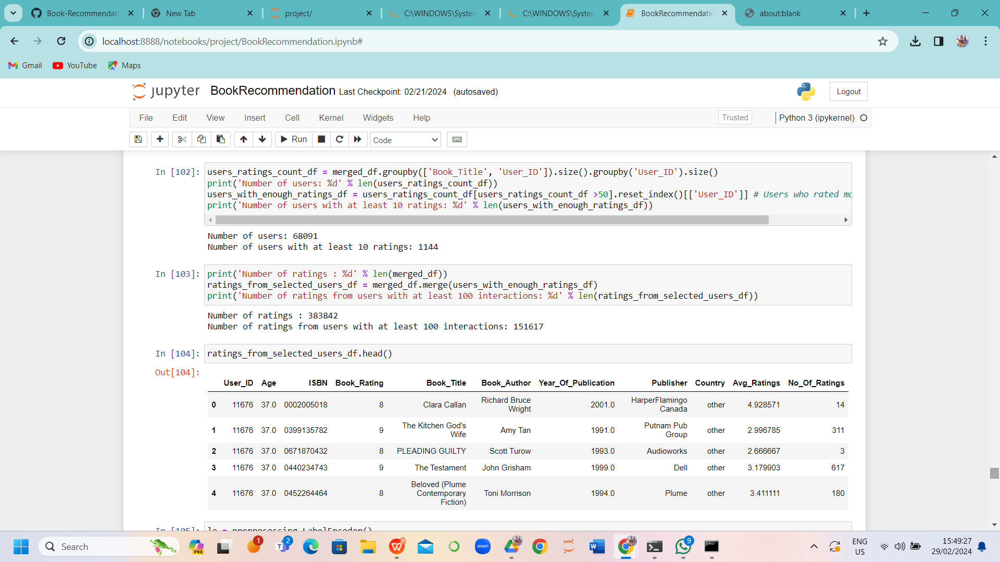 Book-Recommendati
New Tab
project/
C:\WINDOWS\System
C:\WINDOWS\System
BookRecommendatio
about:blank
localhost:8888/notebooks/project/BookRecommendation.ipynb#
Gmail YouTube Maps
jupyter BookRecommendation Last Checkpoint: 02/21/2024 (autosaved)
Logout
File Edit View Insert Cell Kernel Widgets Help
Trusted Python 3 (ipykernel)
Run Code
In [102]: users_ratings_count_df = merged_df.groupby(['Book_Title', 'User_ID']).size().groupby('User_ID').size()
print('Number of users: %d' % len(users_ratings_count_df))
users_with_enough_ratings_df = users_ratings_count_df[users_ratings_count_df >50].reset_index()[['User_ID']] # Users who rated mo
print('Number of users with at least 10 ratings: %d' % len(users_with_enough_ratings_df))
Number of users: 68091
Number of users with at least 10 ratings: 1144
In [103]: print('Number of ratings : %d' % len(merged_df))
ratings_from_selected_users_df = merged_df.merge(users_with_enough_ratings_df)
print('Number of ratings from users with at least 100 interactions: %d' % len(ratings_from_selected_users_df))
Number of ratings : 383842
Number of ratings from users with at least 100 interactions: 151617
In [104]: ratings_from_selected_users_df.head()
Out[104]:
User_ID Age ISBN Book_Rating Book_Title Book_Author Year_Of_Publication Publisher Country Avg_Ratings No_Of_Ratings
0 11676 37.0 0002005018 8 Clara Callan Richard Bruce Wright 2001.0 HarperFlamingo Canada other 4.928571 14
1 11676 37.0 0399135782 9 The Kitchen God's Wife Amy Tan 1991.0 Putnam Pub Group other 2.996785 311
2 11676 37.0 0671870432 8 PLEADING GUILTY Scott Turow 1993.0 Audioworks other 2.666667 3
3 11676 37.0 0440234743 9 The Testament John Grisham 1999.0 Dell other 3.179903 617
4 11676 37.0 0452264464 8 Beloved (Plume Contemporary Fiction) Toni Morrison 1994.0 Plume other 3.411111 180
In [105]: le = preprocessing.LabelEncoder()
Search
PRE
1
2
zoom
9
ENG
US
15:49:27
29/02/2024